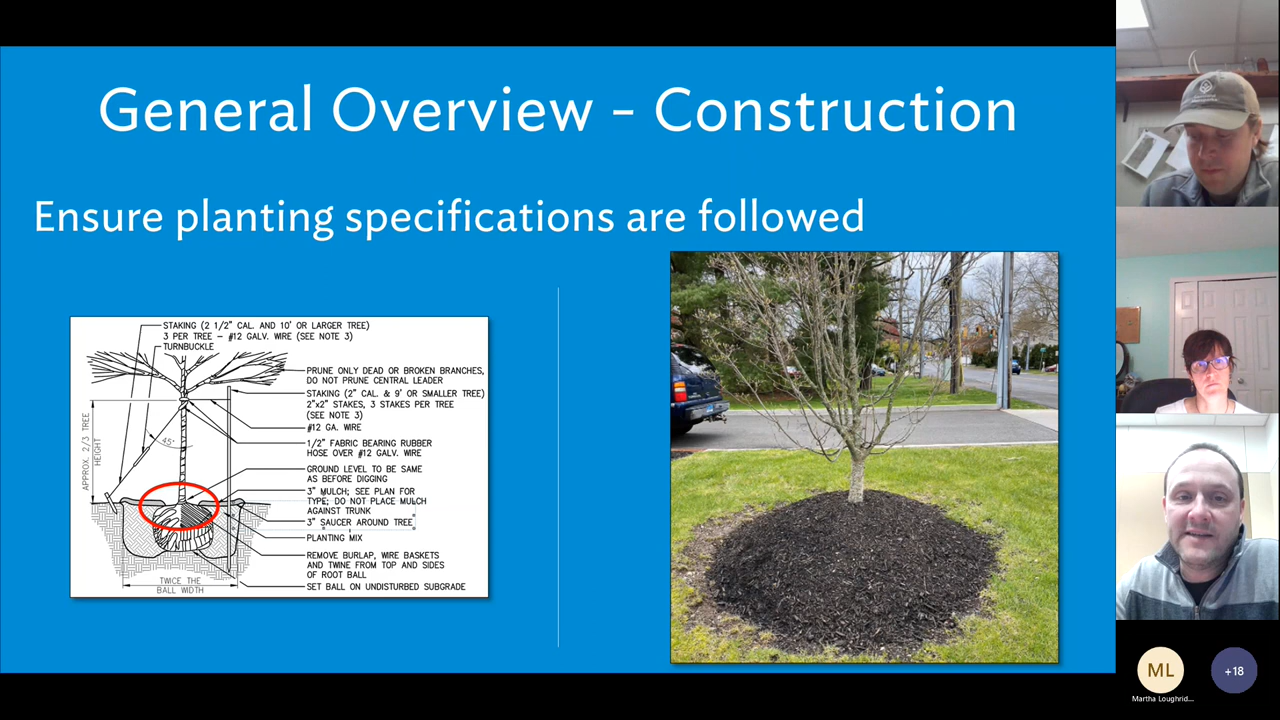 General Overview – Construction
Ensure planting specifications are followed
STAKING (2 1/2" CAL. AND 10' OR LARGER TREE)
3 PER TREE – #12 GALV. WIRE (SEE NOTE 3)
TURNBUCKLE
PRUNE ONLY DEAD OR BROKEN BRANCHES,
DO NOT PRUNE CENTRAL LEADER
STAKING (2" CAL. & 9' OR SMALLER TREE)
2"x2" STAKES, 3 STAKES PER TREE
(SEE NOTE 3)
#12 GA. WIRE
45°
1/2" FABRIC BEARING RUBBER
HOSE OVER #12 GALV. WIRE
APPROX. 2/3 TREE
HEIGHT
GROUND LEVEL TO BE SAME
AS BEFORE DIGGING
3" MULCH; SEE PLAN FOR
TYPE; DO NOT PLACE MULCH
AGAINST TRUNK
3" SAUCER AROUND TREE
PLANTING MIX
REMOVE BURLAP, WIRE BASKETS
AND TWINE FROM TOP AND SIDES
OF ROOT BALL
TWICE THE
BALL WIDTH
SET BALL ON UNDISTURBED SUBGRADE
ML
+18
Martha Loughrid...